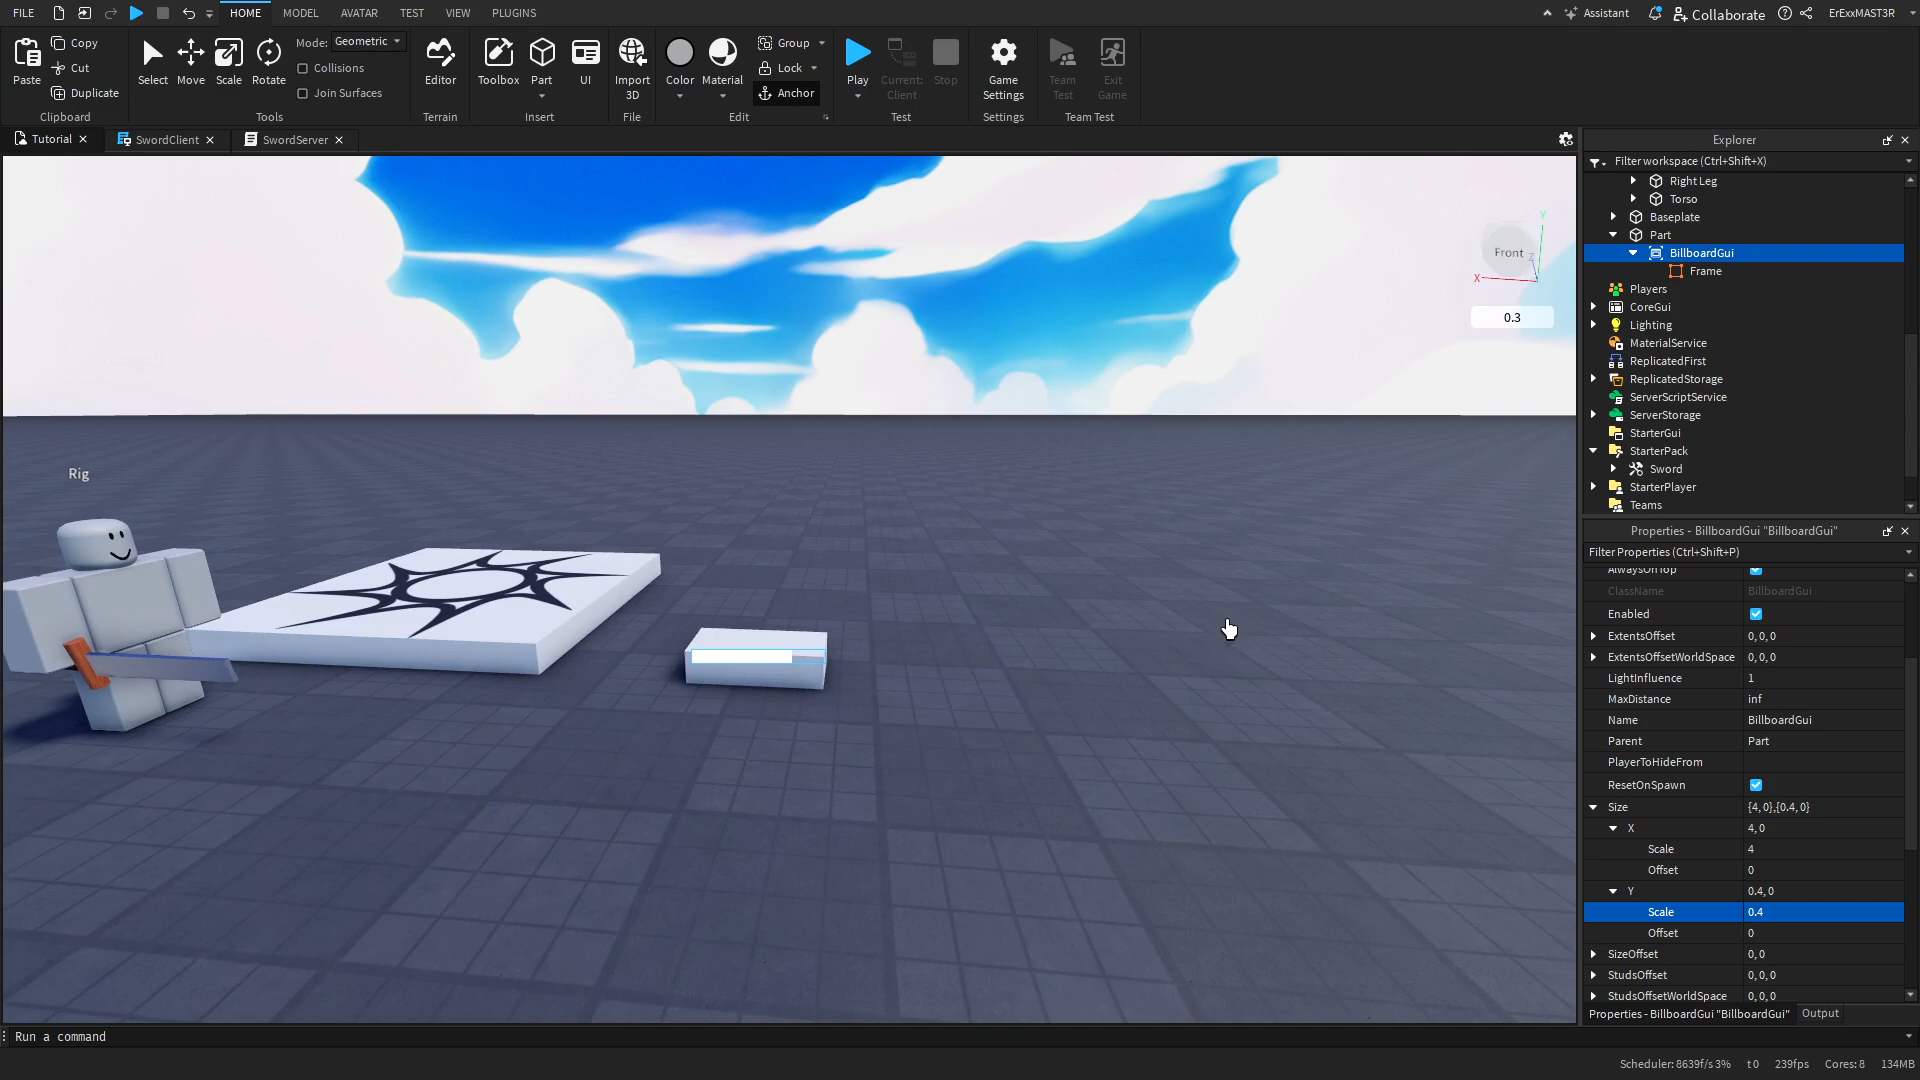 FILE HOME MODEL AVATAR TEST VIEW PLUGINS Assistant Collaborate ErExxMAST3R
Paste Copy Cut Duplicate Clipboard
Select Move Scale Rotate Mode: Geometric Collisions Join Surfaces Tools
Editor Terrain
Toolbox Part UI Insert
Import 3D File
Color Material Group Lock Anchor Edit
Play Current: Client Stop Test
Game Settings Settings
Team Test Exit Game Team Test
Tutorial SwordClient SwordServer
Rig
Y
Front
Z
X
0.3
Explorer
Filter workspace (Ctrl+Shift+X)
Right Leg
Torso
Baseplate
Part
BillboardGui
Frame
Players
CoreGui
Lighting
MaterialService
ReplicatedFirst
ReplicatedStorage
ServerScriptService
ServerStorage
StarterGui
StarterPack
Sword
StarterPlayer
Teams
Properties - BillboardGui "BillboardGui"
Filter Properties (Ctrl+Shift+P)
AlwaysOnTop
ClassName BillboardGui
Enabled
ExtentsOffset 0, 0, 0
ExtentsOffsetWorldSpace 0, 0, 0
LightInfluence 1
MaxDistance inf
Name BillboardGui
Parent Part
PlayerToHideFrom
ResetOnSpawn
Size {4, 0},{0.4, 0}
X 4, 0
Scale 4
Offset 0
Y 0.4, 0
Scale 0.4
Offset 0
SizeOffset 0, 0
StudsOffset 0, 0, 0
StudsOffsetWorldSpace 0, 0, 0
Properties - BillboardGui "BillboardGui" Output
Run a command
Scheduler: 8639f/s 3% t 0 239fps Cores: 8 134MB